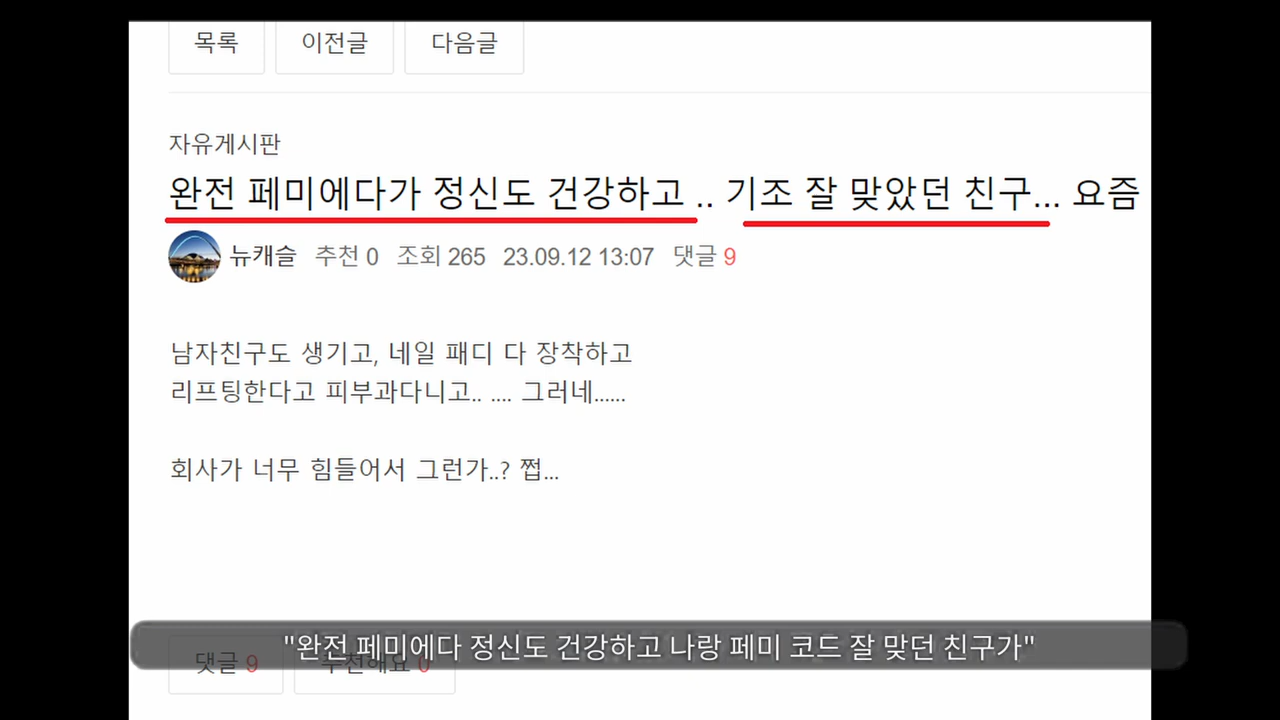 목록
이전글
다음글
자유게시판
완전 페미에다가 정신도 건강하고 .. 기조 잘 맞았던 친구... 요즘
뉴캐슬 추천 0 조회 265 23.09.12 13:07 댓글 9
남자친구도 생기고, 네일 패디 다 장착하고
리프팅한다고 피부과다니고.. .... 그러네......
회사가 너무 힘들어서 그런가..? 쩝...
"완전 페미에다 정신도 건강하고 나랑 페미 코드 잘 맞던 친구가"
댓글 9
추천해요 0